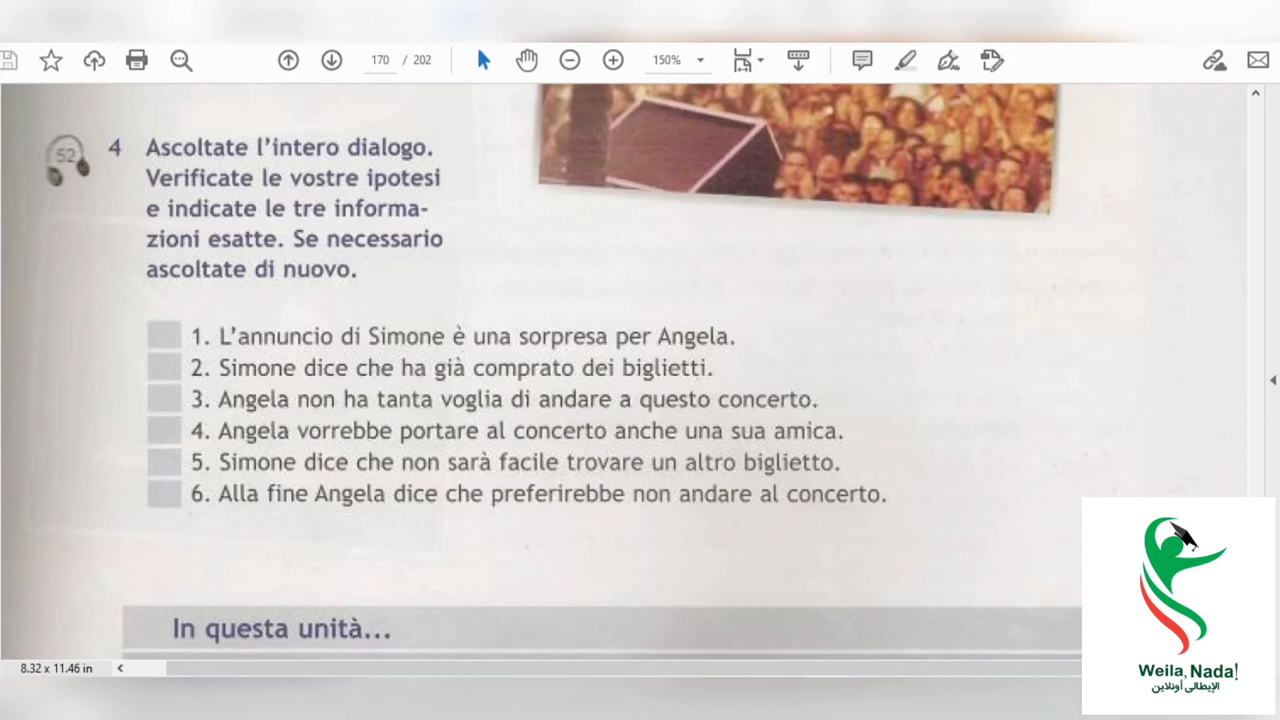 170 / 202
150%
52
4 Ascoltate l'intero dialogo.
Verificate le vostre ipotesi
e indicate le tre informa-
zioni esatte. Se necessario
ascoltate di nuovo.
1. L'annuncio di Simone è una sorpresa per Angela.
2. Simone dice che ha già comprato dei biglietti.
3. Angela non ha tanta voglia di andare a questo concerto.
4. Angela vorrebbe portare al concerto anche una sua amica.
5. Simone dice che non sarà facile trovare un altro biglietto.
6. Alla fine Angela dice che preferirebbe non andare al concerto.
In questa unità...
8.32 x 11.46 in
Weila, Nada!
الإيطالى أونلاين